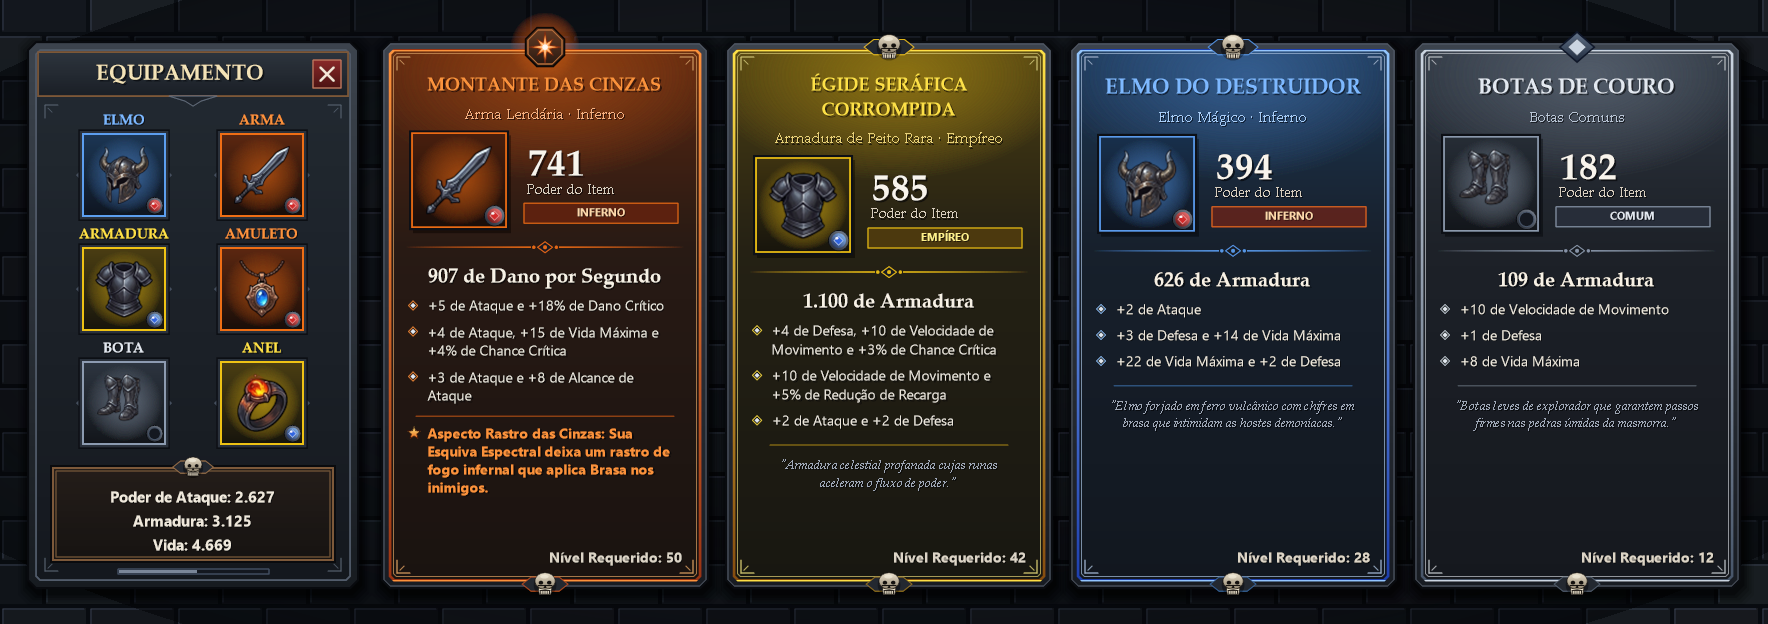 EQUIPAMENTO
ELMO
ARMA
ARMADURA
AMULETO
BOTA
ANEL
Poder de Ataque: 2.627
Armadura: 3.125
Vida: 4.669
MONTANTE DAS CINZAS
Arma Lendária · Inferno
741
Poder do Item
INFERNO
907 de Dano por Segundo
+5 de Ataque e +18% de Dano Crítico
+4 de Ataque, +15 de Vida Máxima e
+4% de Chance Crítica
+3 de Ataque e +8 de Alcance de
Ataque
Aspecto Rastro das Cinzas: Sua
Esquiva Espectral deixa um rastro de
fogo infernal que aplica Brasa nos
inimigos.
Nível Requerido: 50
ÉGIDE SERÁFICA
CORROMPIDA
Armadura de Peito Rara · Empíreo
585
Poder do Item
EMPÍREO
1.100 de Armadura
+4 de Defesa, +10 de Velocidade de
Movimento e +3% de Chance Crítica
+10 de Velocidade de Movimento e
+5% de Redução de Recarga
+2 de Ataque e +2 de Defesa
"Armadura celestial profanada cujas runas
aceleram o fluxo de poder."
Nível Requerido: 42
ELMO DO DESTRUIDOR
Elmo Mágico · Inferno
394
Poder do Item
INFERNO
626 de Armadura
+2 de Ataque
+3 de Defesa e +14 de Vida Máxima
+22 de Vida Máxima e +2 de Defesa
"Elmo forjado em ferro vulcânico com chifres em
brasa que intimidam as hostes demoníacas."
Nível Requerido: 28
BOTAS DE COURO
Botas Comuns
182
Poder do Item
COMUM
109 de Armadura
+10 de Velocidade de Movimento
+1 de Defesa
+8 de Vida Máxima
"Botas leves de explorador que garantem passos
firmes nas pedras úmidas da masmorra."
Nível Requerido: 12